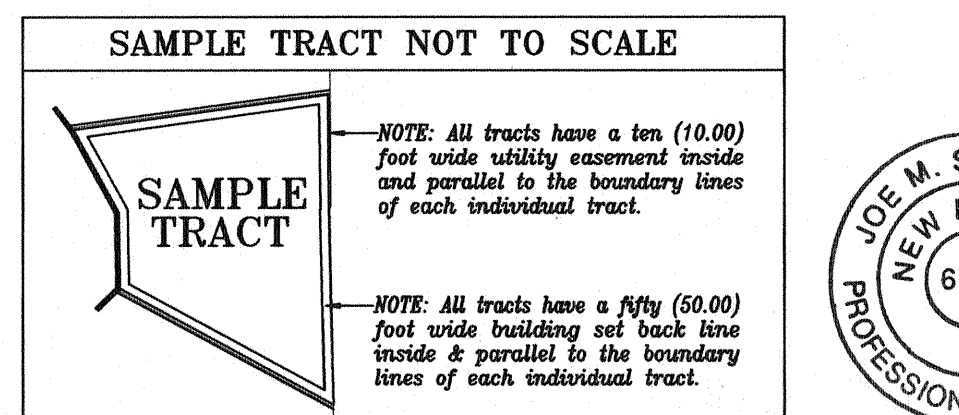 SAMPLE TRACT NOT TO SCALE
NOTE: All tracts have a ten (10.00)
foot wide utility easement inside
and parallel to the boundary lines
of each individual tract.
SAMPLE
TRACT
NOTE: All tracts have a fifty (50.00)
foot wide building set back line
inside & parallel to the boundary
lines of each individual tract.
JOE M. S
NEW
6
PROFESSION